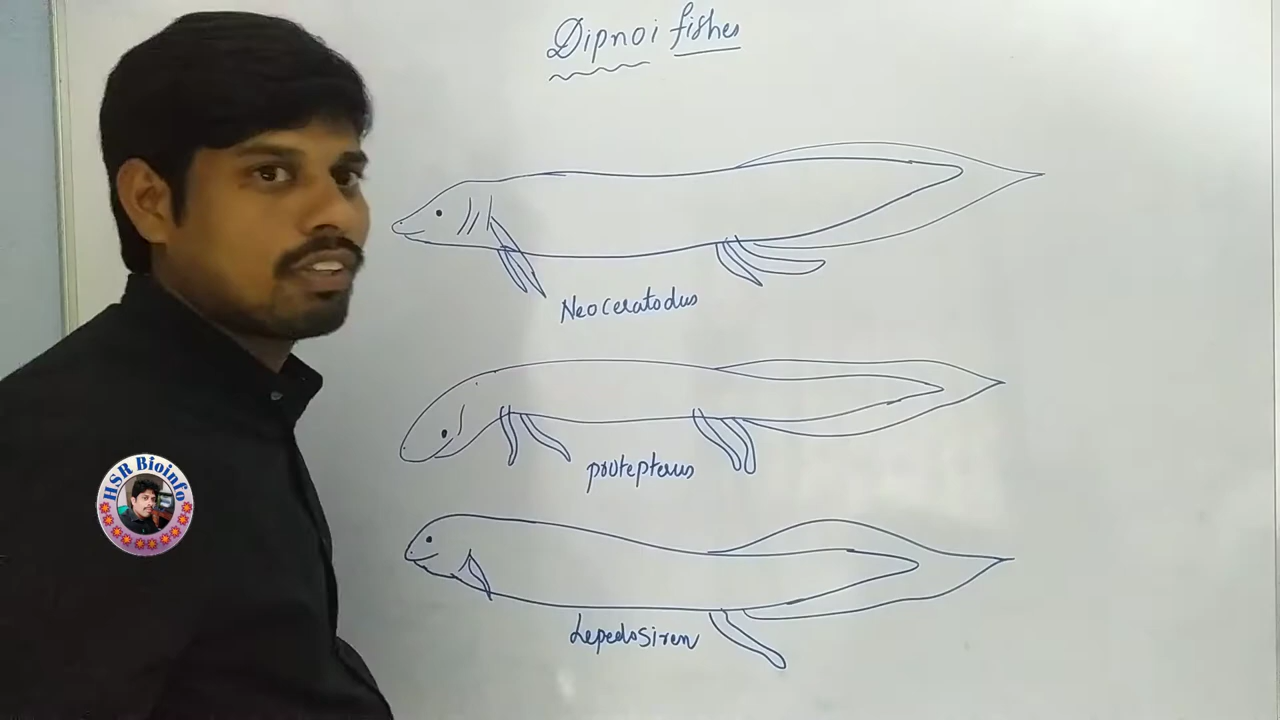 Dipnoi fishes
Neoceratodus
protepterus
Lepedosiren
HSR Bioinfo